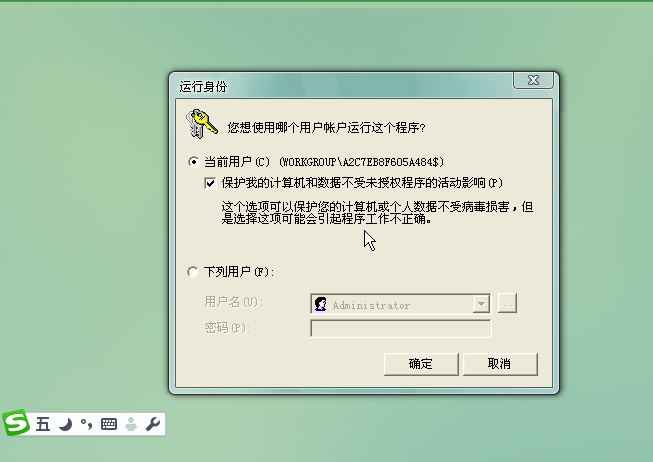 运行身份
您想使用哪个用户帐户运行这个程序?
当前用户(C) (WORKGROUP\A2C7EB8F605A484$)
保护我的计算机和数据不受未授权程序的活动影响(P)
这个选项可以保护您的计算机或个人数据不受病毒损害，但
是选择这项可能会引起程序工作不正确。
下列用户(F):
用户名(U): Administrator ...
密码(P):
确定 取消
S 五